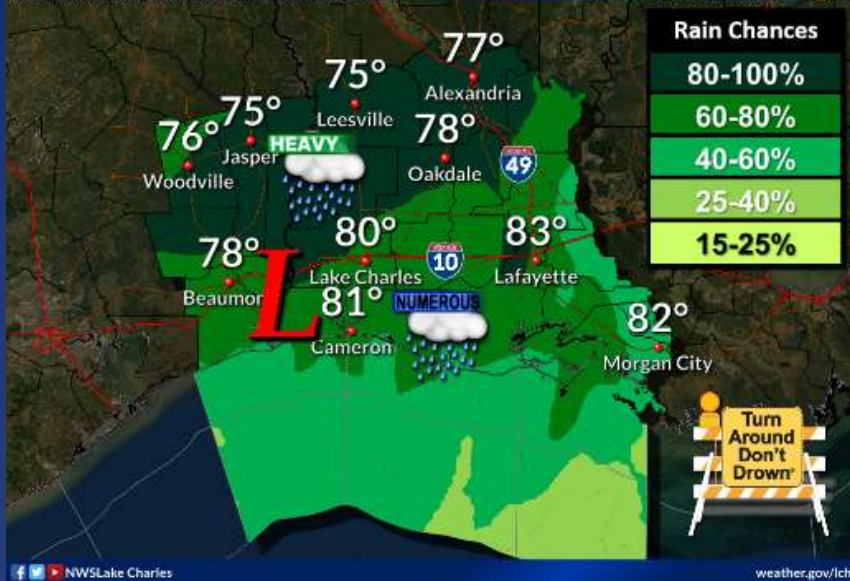 77°
Alexandria
75°
Leesville
75°
Jasper
76°
Woodville
HEAVY
78°
Oakdale
49
78°
Beaumon
L
80°
Lake Charles
10
83°
Lafayette
81°
Cameron
NUMEROUS
82°
Morgan City
Rain Chances
80-100%
60-80%
40-60%
25-40%
15-25%
Turn
Around
Don't
Drown®
NWSLake Charles
weather.gov/lch